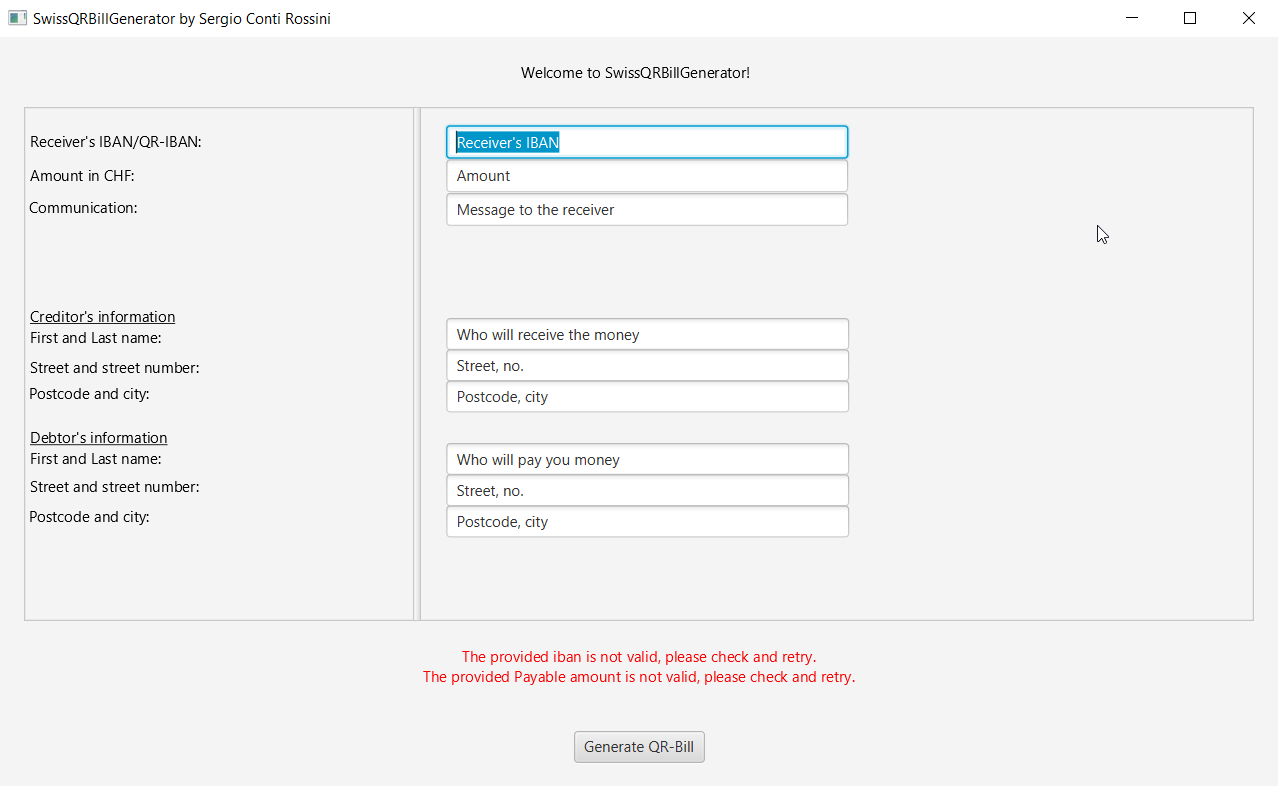 SwissQRBillGenerator by Sergio Conti Rossini
Welcome to SwissQRBillGenerator!
Receiver's IBAN/QR-IBAN: Receiver's IBAN
Amount in CHF: Amount
Communication: Message to the receiver
Creditor's information
First and Last name: Who will receive the money
Street and street number: Street, no.
Postcode and city: Postcode, city
Debtor's information
First and Last name: Who will pay you money
Street and street number: Street, no.
Postcode and city: Postcode, city
The provided iban is not valid, please check and retry.
The provided Payable amount is not valid, please check and retry.
Generate QR-Bill